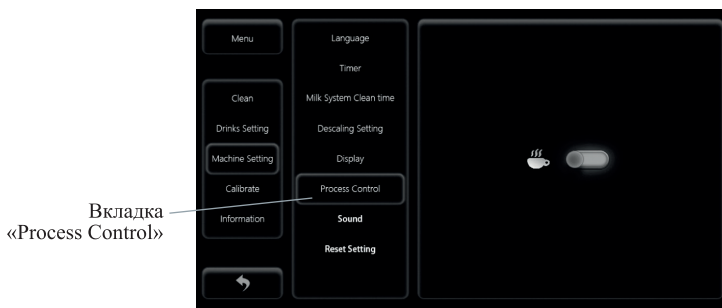 Menu
Clean
Drinks Setting
Machine Setting
Calibrate
Information
Language
Timer
Milk System Clean time
Descaling Setting
Display
Process Control
Sound
Reset Setting
Вкладка
«Process Control»